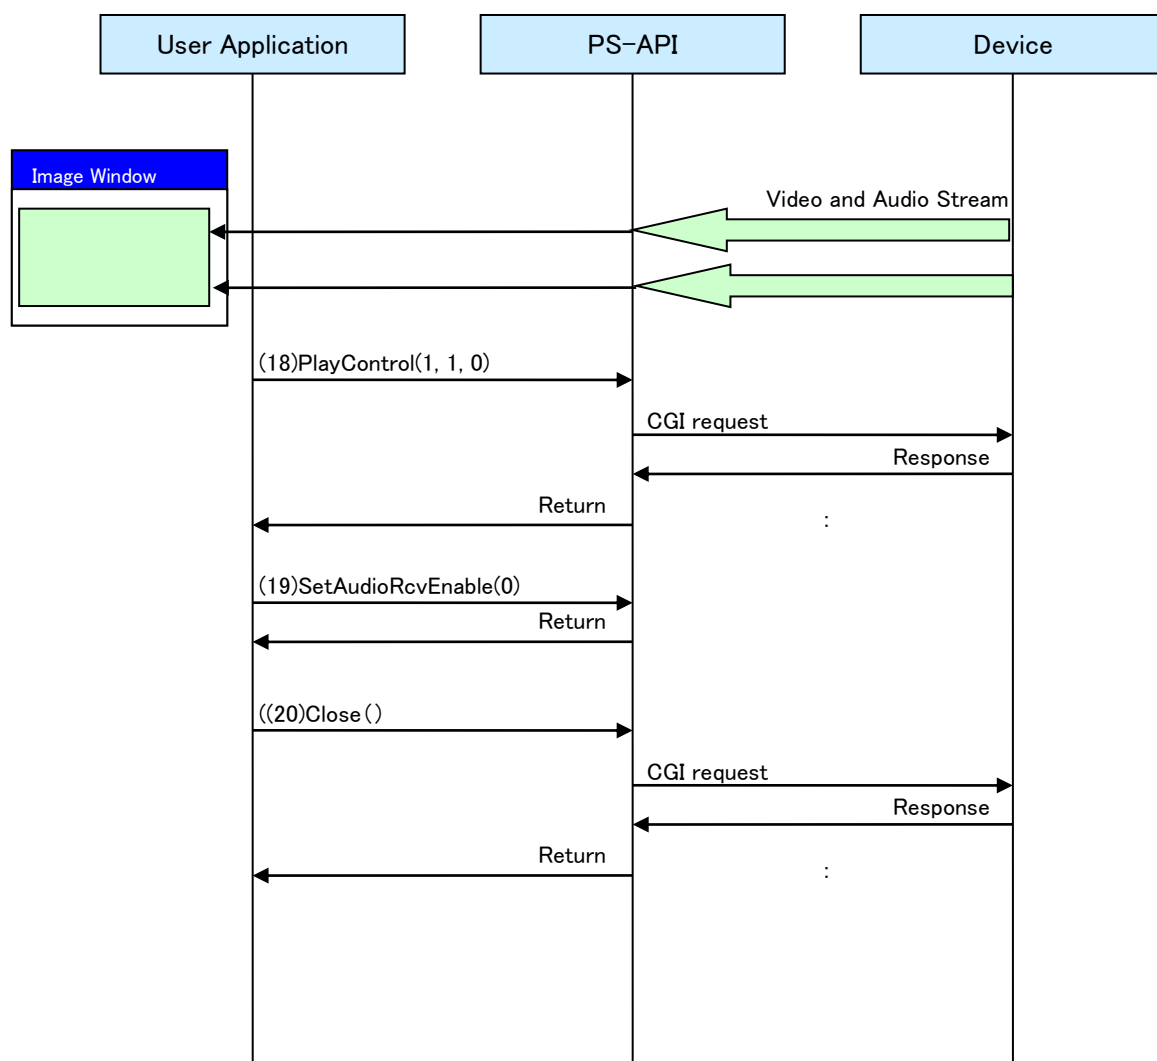 User Application
PS-API
Device
Image Window
Video and Audio Stream
(18)PlayControl(1, 1, 0)
CGI request
Response
Return
:
(19)SetAudioRcvEnable(0)
Return
((20)Close()
CGI request
Response
Return
: